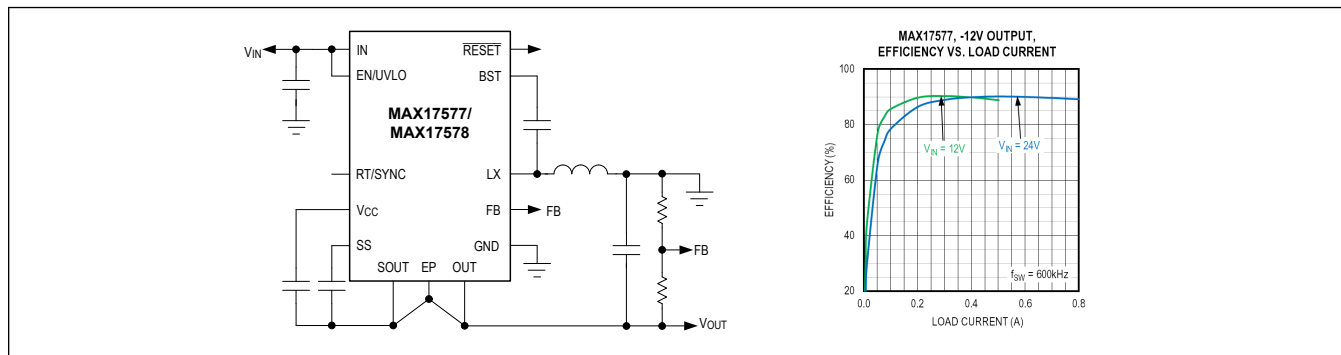 VIN
IN
EN/UVLO
RESET
BST
MAX17577/
MAX17578
RT/SYNC
LX
VCC
FB
FB
SS
GND
FB
SOUT
EP
OUT
VOUT
MAX17577, -12V OUTPUT,
EFFICIENCY VS. LOAD CURRENT
EFFICIENCY (%)
100
80
60
40
20
VIN = 12V
VIN = 24V
fSW = 600kHz
0.0
0.2
0.4
0.6
0.8
LOAD CURRENT (A)